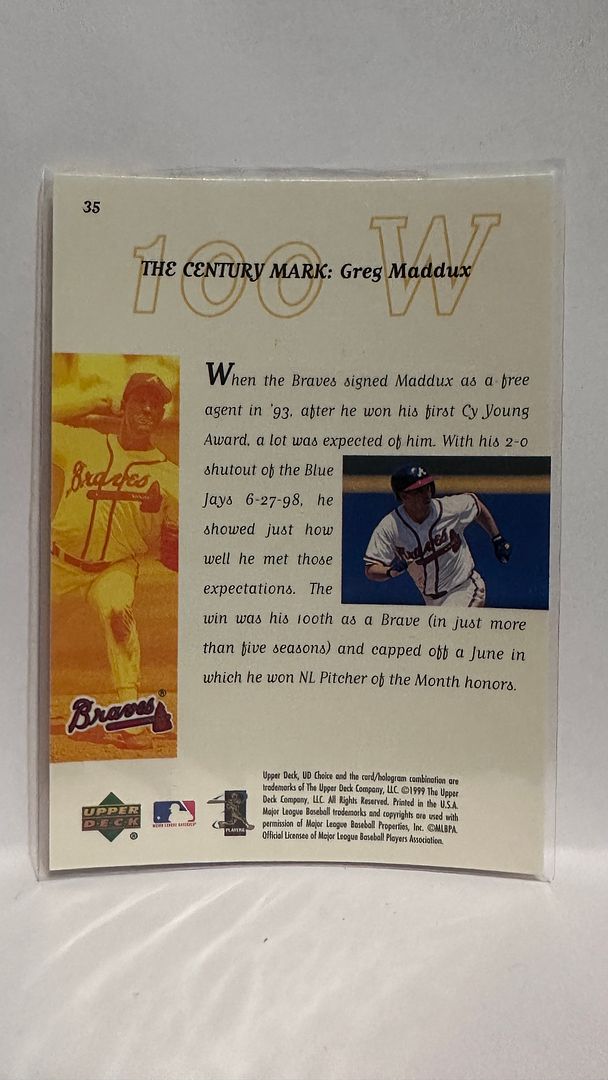 35
100 W
THE CENTURY MARK: Greg Maddux
When the Braves signed Maddux as a free
agent in '93, after he won his first Cy Young
Award, a lot was expected of him. With his 2-0
shutout of the Blue
Jays 6-27-98, he
showed just how
well he met those
expectations. The
win was his 100th as a Brave (in just more
than five seasons) and capped off a June in
which he won NL Pitcher of the Month honors.
Braves
Braves
Braves®
UPPER
DECK®
MAJOR LEAGUE BASEBALL
PLAYERS
Upper Deck, UD Choice and the card/hologram combination are
trademarks of The Upper Deck Company, LLC. ©1999 The Upper
Deck Company, LLC. All Rights Reserved. Printed in the U.S.A.
Major League Baseball trademarks and copyrights are used with
permission of Major League Baseball Properties, Inc. ©MLBPA.
Official Licensee of Major League Baseball Players Association.